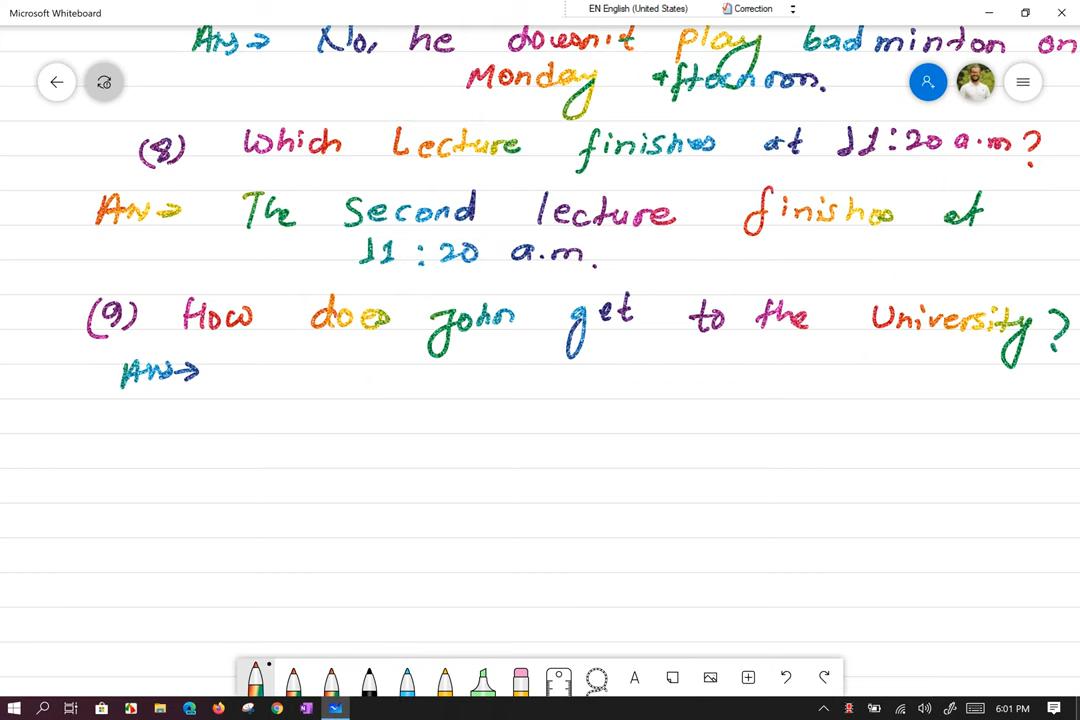 Microsoft Whiteboard
EN English (United States) Correction
Ans→ No, he doesn't play badminton on
Monday afternoon.
(8) Which Lecture finishes at 11:20 a.m?
Ans→ The Second lecture finishes at
11:20 a.m.
(9) How does John get to the University?
Ans→
A
6:01 PM